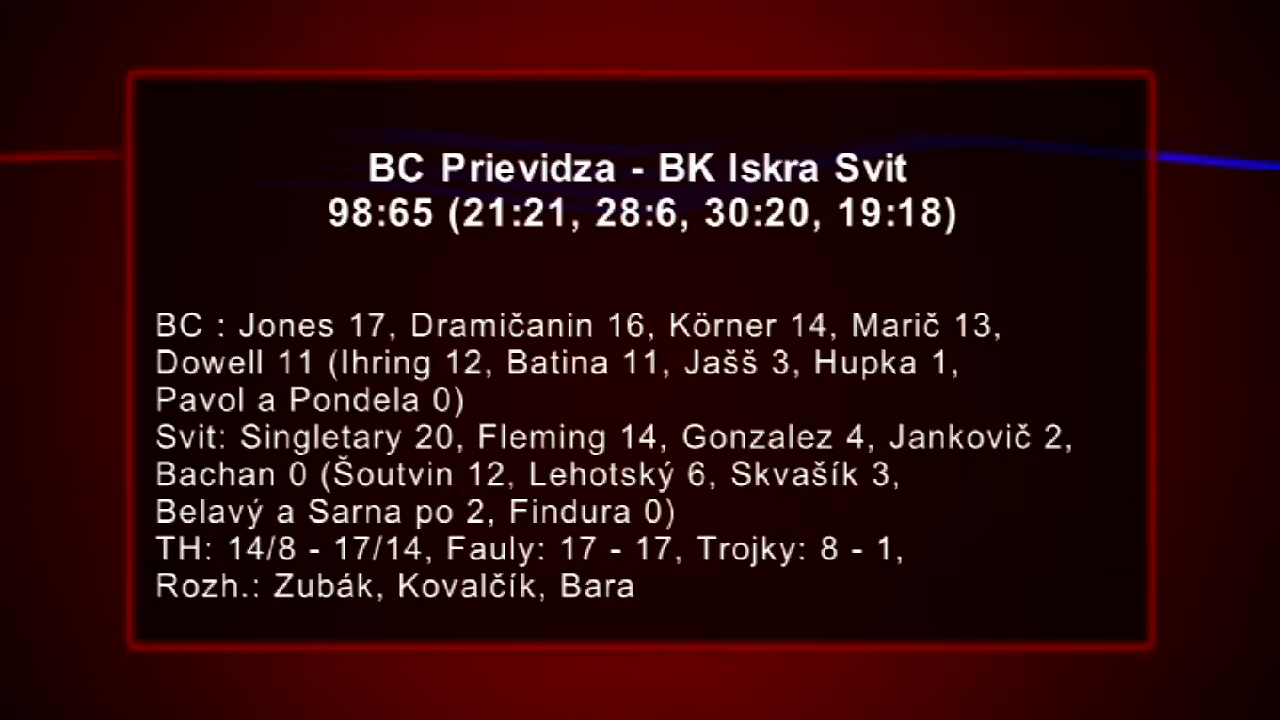 BC Prievidza - BK Iskra Svit
98:65 (21:21, 28:6, 30:20, 19:18)
BC : Jones 17, Dramičanin 16, Körner 14, Marič 13,
Dowell 11 (Ihring 12, Batina 11, Jašš 3, Hupka 1,
Pavol a Pondela 0)
Svit: Singletary 20, Fleming 14, Gonzalez 4, Jankovič 2,
Bachan 0 (Šoutvin 12, Lehotský 6, Skvašík 3,
Belavý a Sarna po 2, Findura 0)
TH: 14/8 - 17/14, Fauly: 17 - 17, Trojky: 8 - 1,
Rozh.: Zubák, Kovalčík, Bara